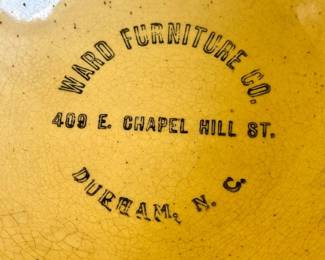 WARD FURNITURE CO.
409 E. CHAPEL HILL ST.
DURHAM, N. C.